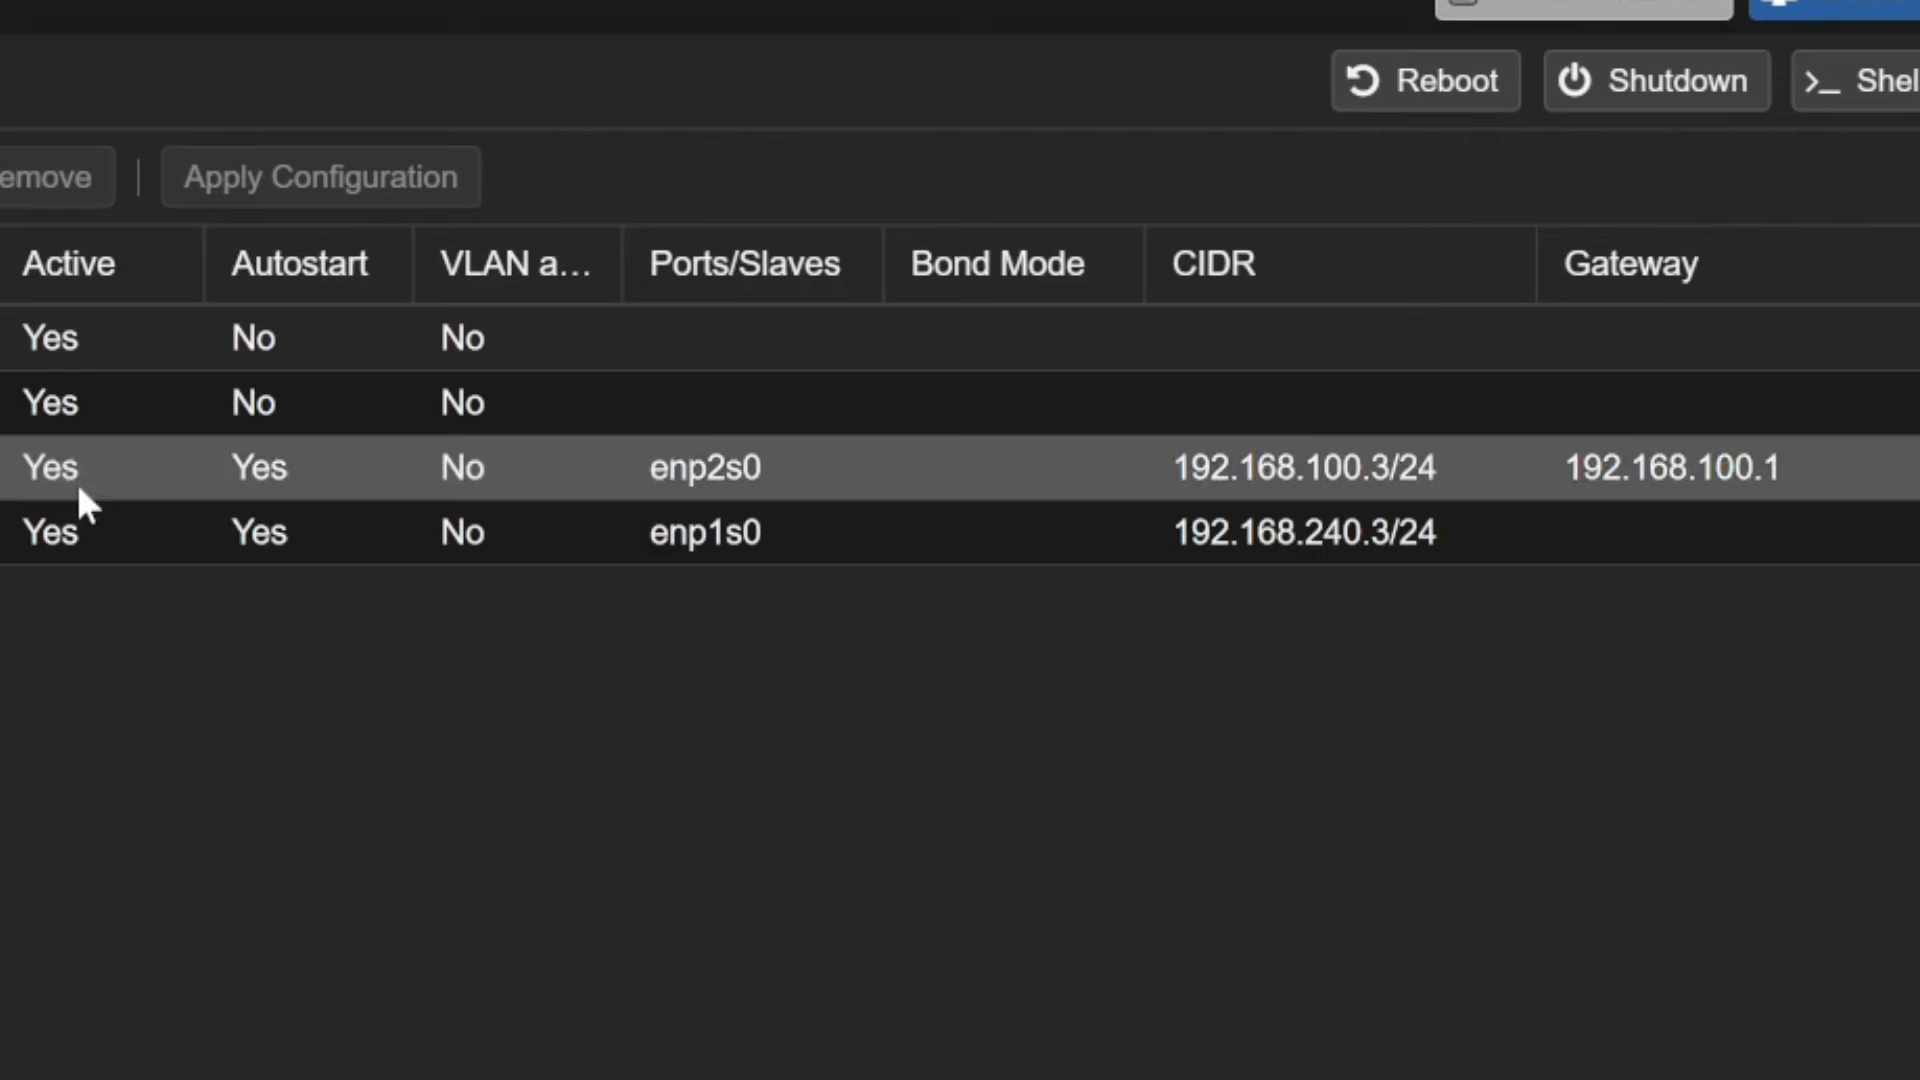 Reboot Shutdown >_ Shel
emove | Apply Configuration
Active Autostart VLAN a... Ports/Slaves Bond Mode CIDR Gateway
Yes No No
Yes No No
Yes Yes No enp2s0 192.168.100.3/24 192.168.100.1
Yes Yes No enp1s0 192.168.240.3/24